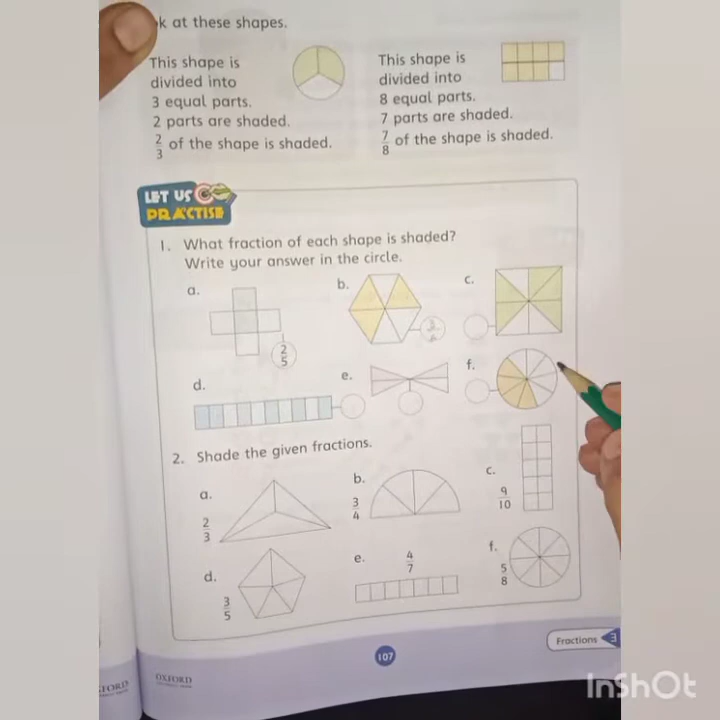 k at these shapes.
This shape is
divided into
3 equal parts.
2 parts are shaded.
2/3 of the shape is shaded.
This shape is
divided into
8 equal parts.
7 parts are shaded.
7/8 of the shape is shaded.
LET US
PRACTISE
1. What fraction of each shape is shaded?
Write your answer in the circle.
a.
2/5
b.
c.
d.
e.
f.
2. Shade the given fractions.
a.
2/3
b.
3/4
c.
9/10
d.
3/5
e.
4/7
f.
5/8
Fractions 3
107
OXFORD
InShOt